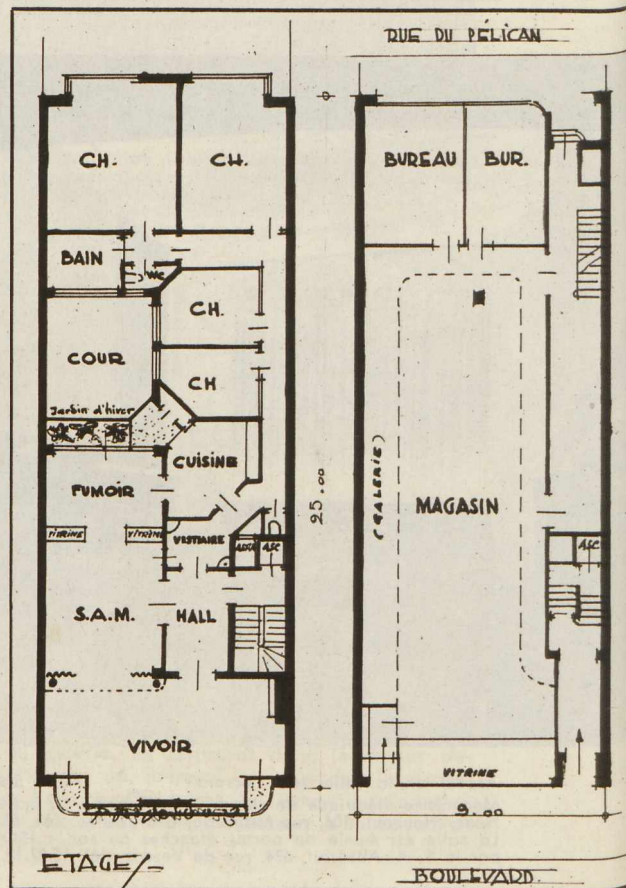 RUE DU PÉLICAN
CH.
CH.
BAIN
WC
CH.
COUR
CH
Jardin d'hiver
CUISINE
FUMOIR
VITRINE
VITRINE
VESTIAIRE
ASC
S.A.M.
HALL
VIVOIR
ETAGE
25.00
BUREAU
BUR.
(GALERIE)
MAGASIN
ASC
VITRINE
9.00
BOULEVARD